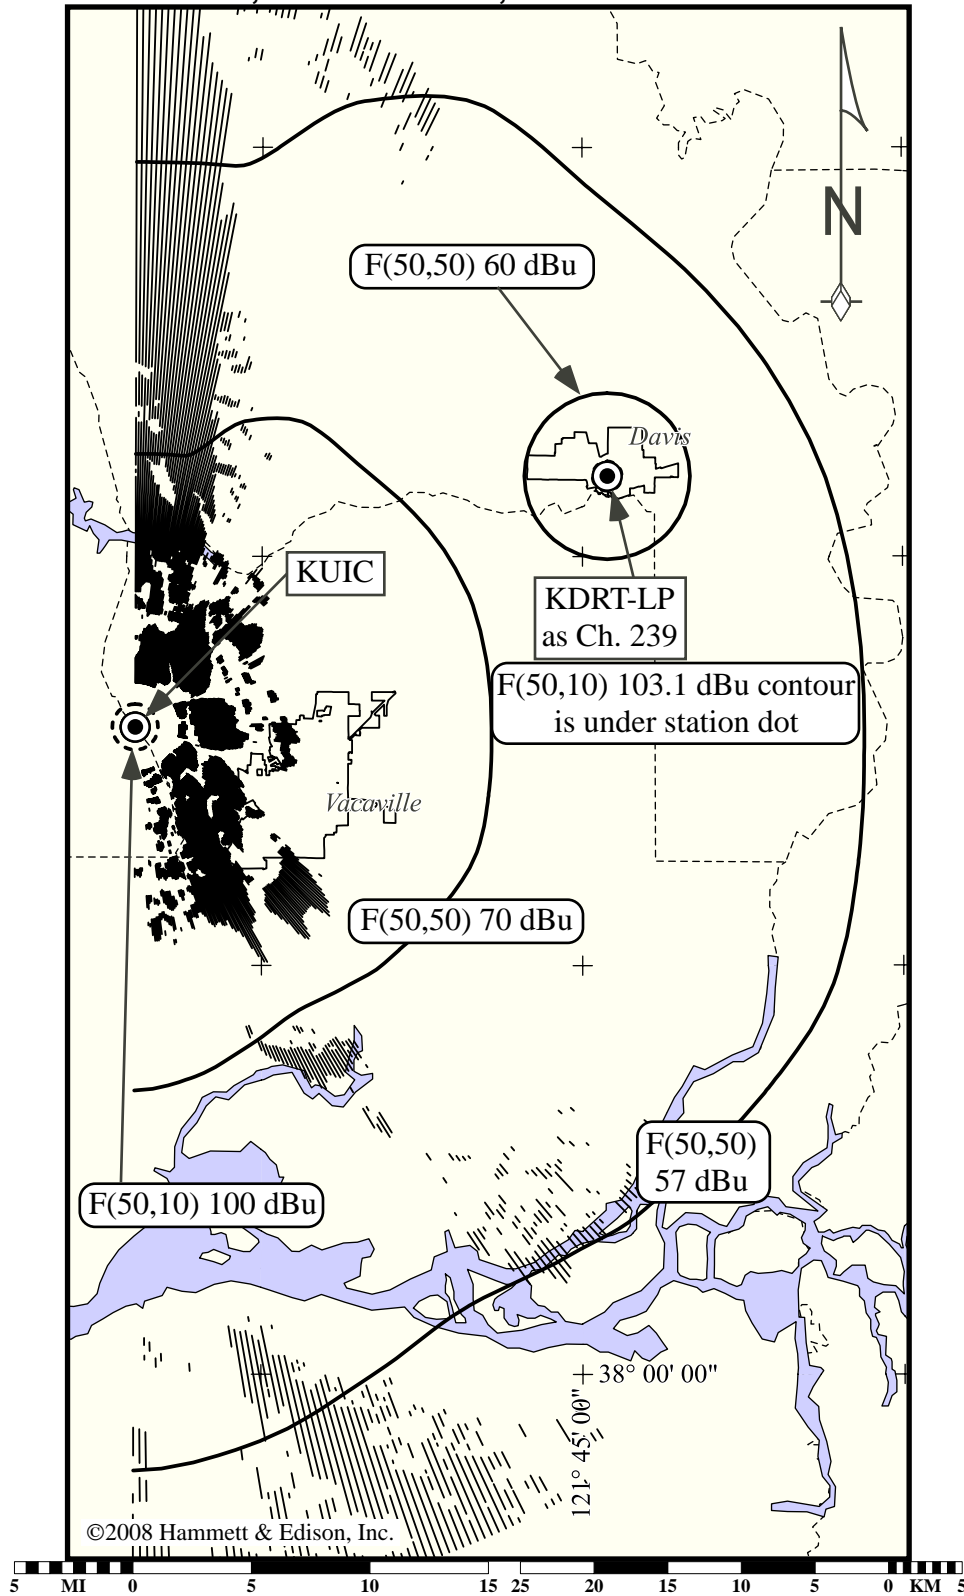 N
F(50,50) 60 dBu
Davis
KUIC
KDRT-LP
as Ch. 239
F(50,10) 103.1 dBu contour
is under station dot
Vacaville
F(50,50) 70 dBu
F(50,50)
57 dBu
F(50,10) 100 dBu
38° 00' 00"
121° 45' 00"
©2008 Hammett & Edison, Inc.
5 MI 0 5 10 15 25 20 15 10 5 0 KM 5